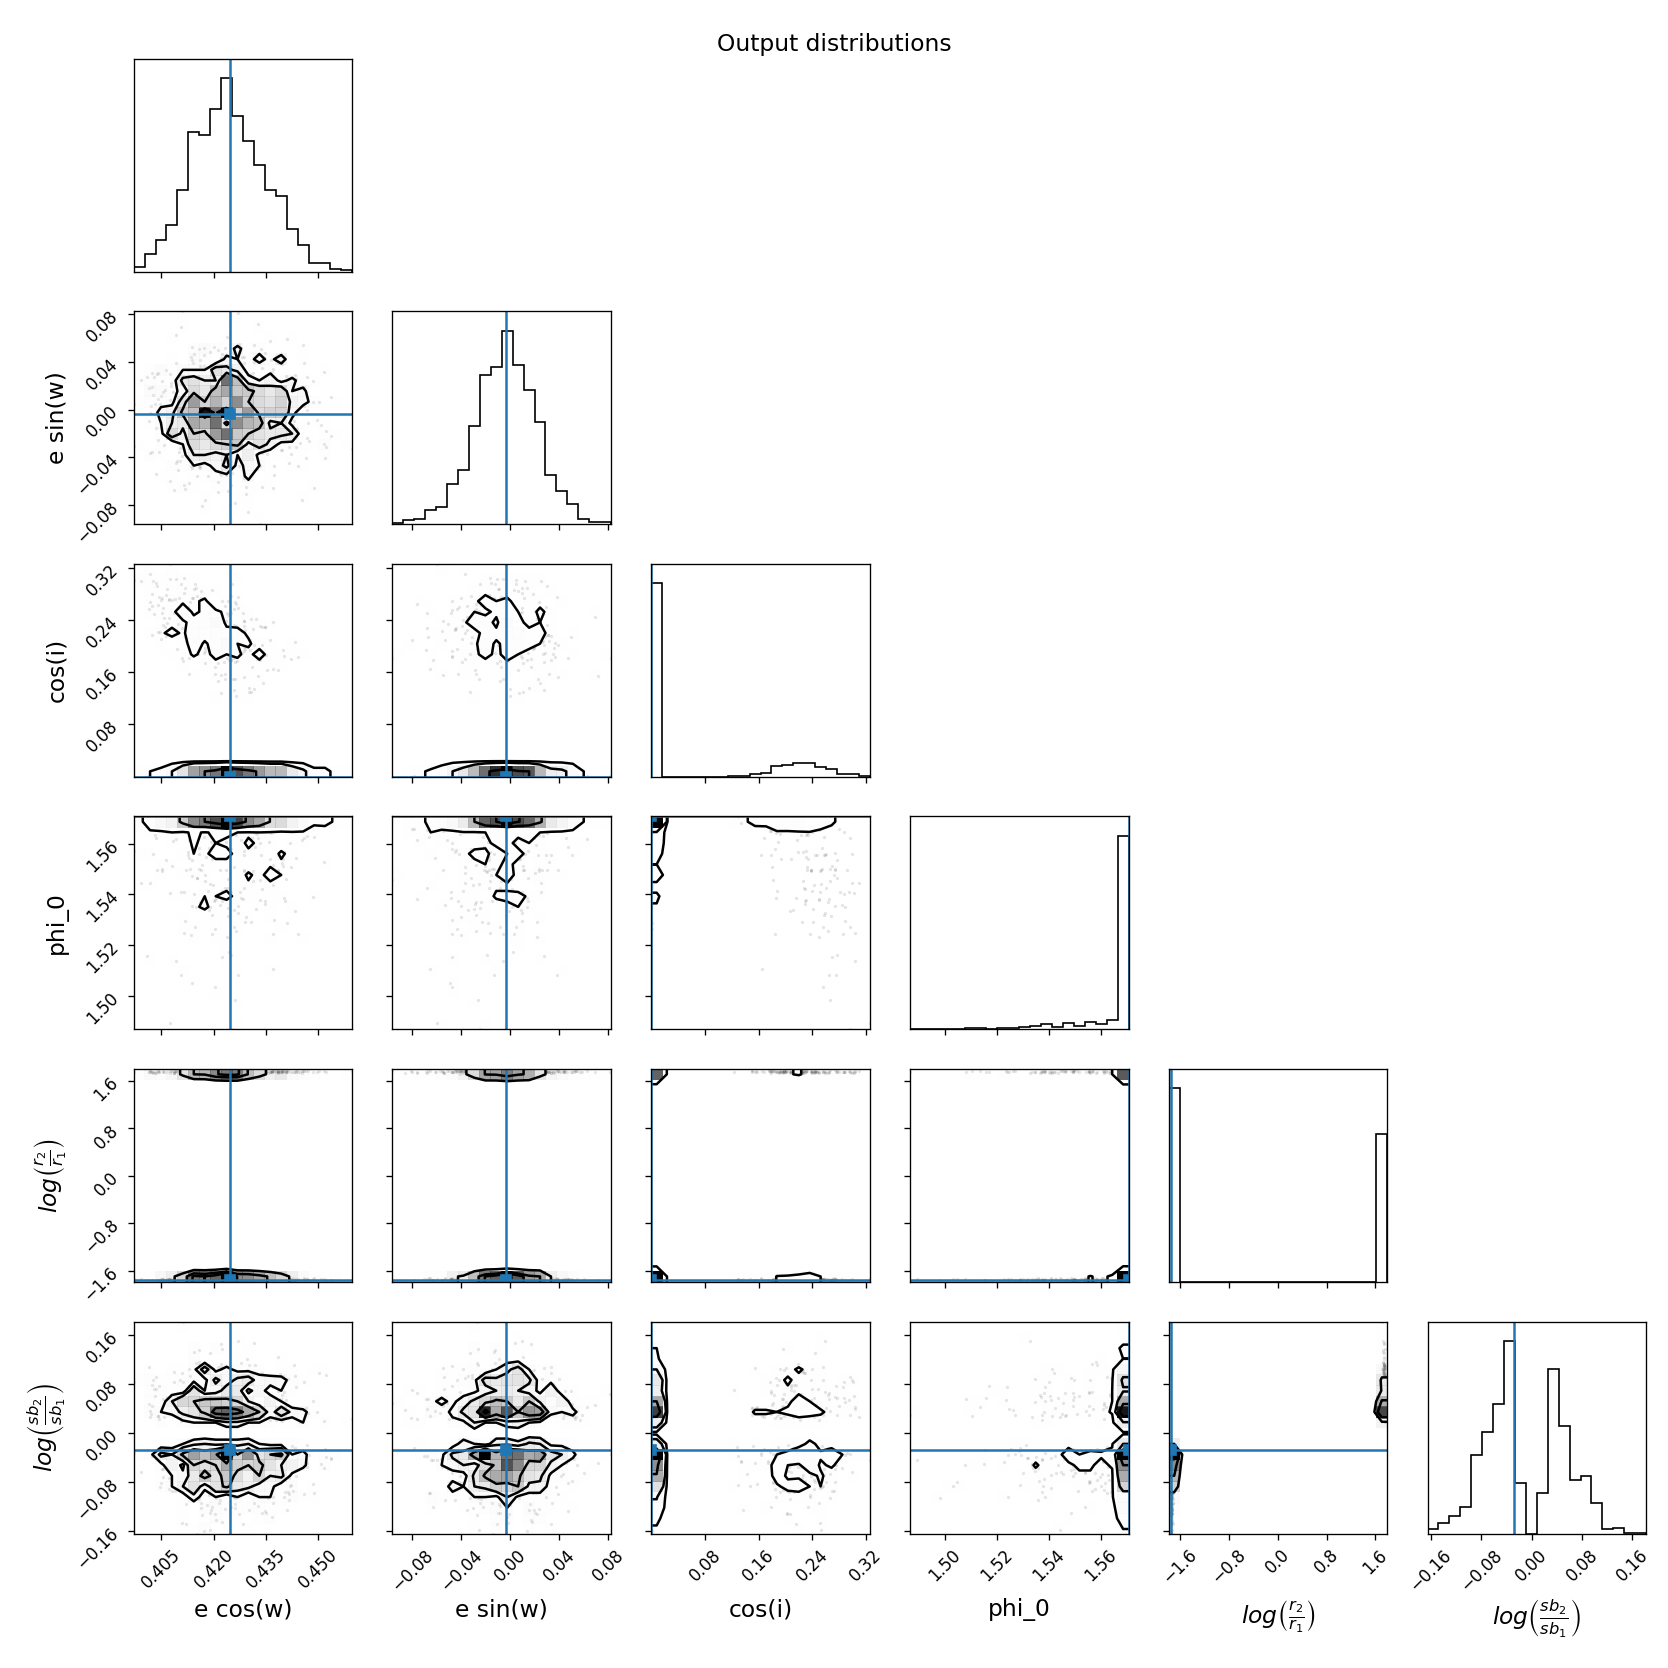 Output distributions
0.08
0.04
0.00
−0.04
−0.08
e sin(w)
0.32
0.24
0.16
0.08
cos(i)
1.56
1.54
1.52
1.50
phi_0
1.6
0.8
0.0
−0.8
−1.6
log(r2/r1)
0.16
0.08
0.00
−0.08
−0.16
log(sb2/sb1)
0.405 0.420 0.435 0.450 −0.08 −0.04 0.00 0.04 0.08 0.08 0.16 0.24 0.32 1.50 1.52 1.54 1.56 −1.6 −0.8 0.0 0.8 1.6 −0.16 −0.08 0.00 0.08 0.16
e cos(w) e sin(w) cos(i) phi_0 log(r2/r1) log(sb2/sb1)